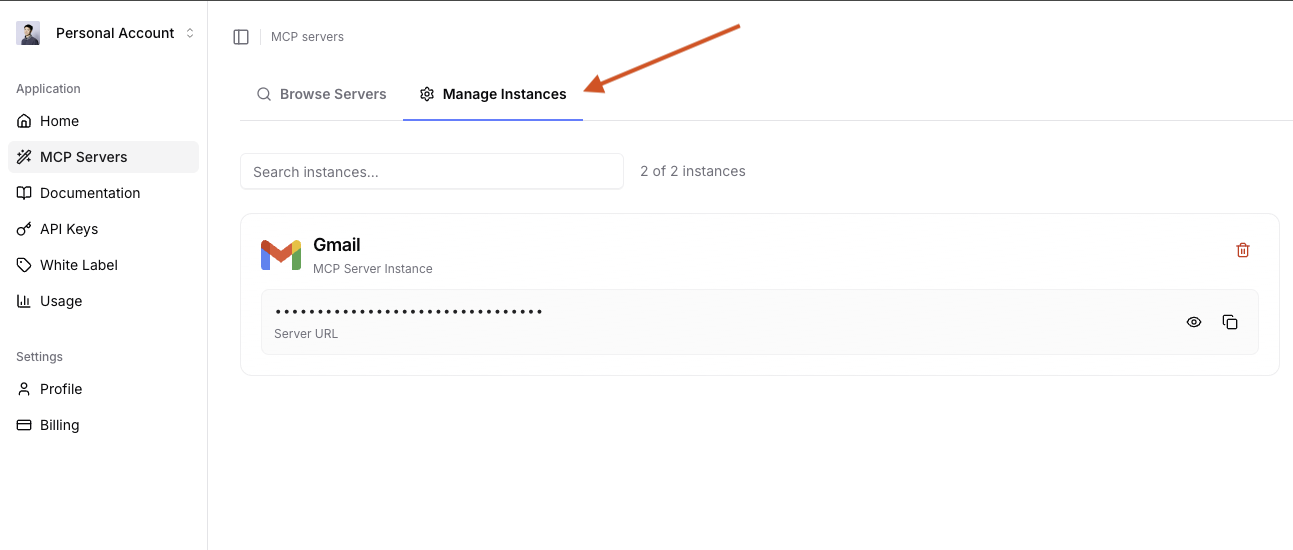 Personal Account
MCP servers
Application
Home
MCP Servers
Documentation
API Keys
White Label
Usage
Settings
Profile
Billing
Browse Servers
Manage Instances
Search instances...
2 of 2 instances
Gmail
MCP Server Instance
••••••••••••••••••••••••••••••••
Server URL